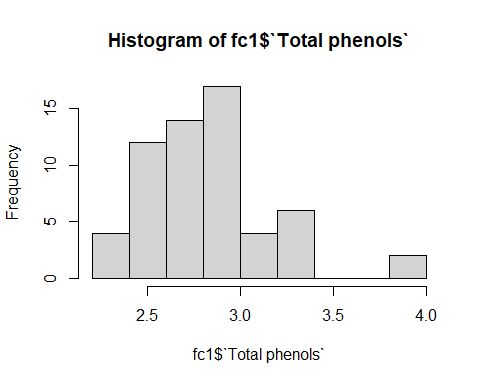 Histogram of fc1$`Total phenols`
Frequency
15
10
5
0
2.5 3.0 3.5 4.0
fc1$`Total phenols`